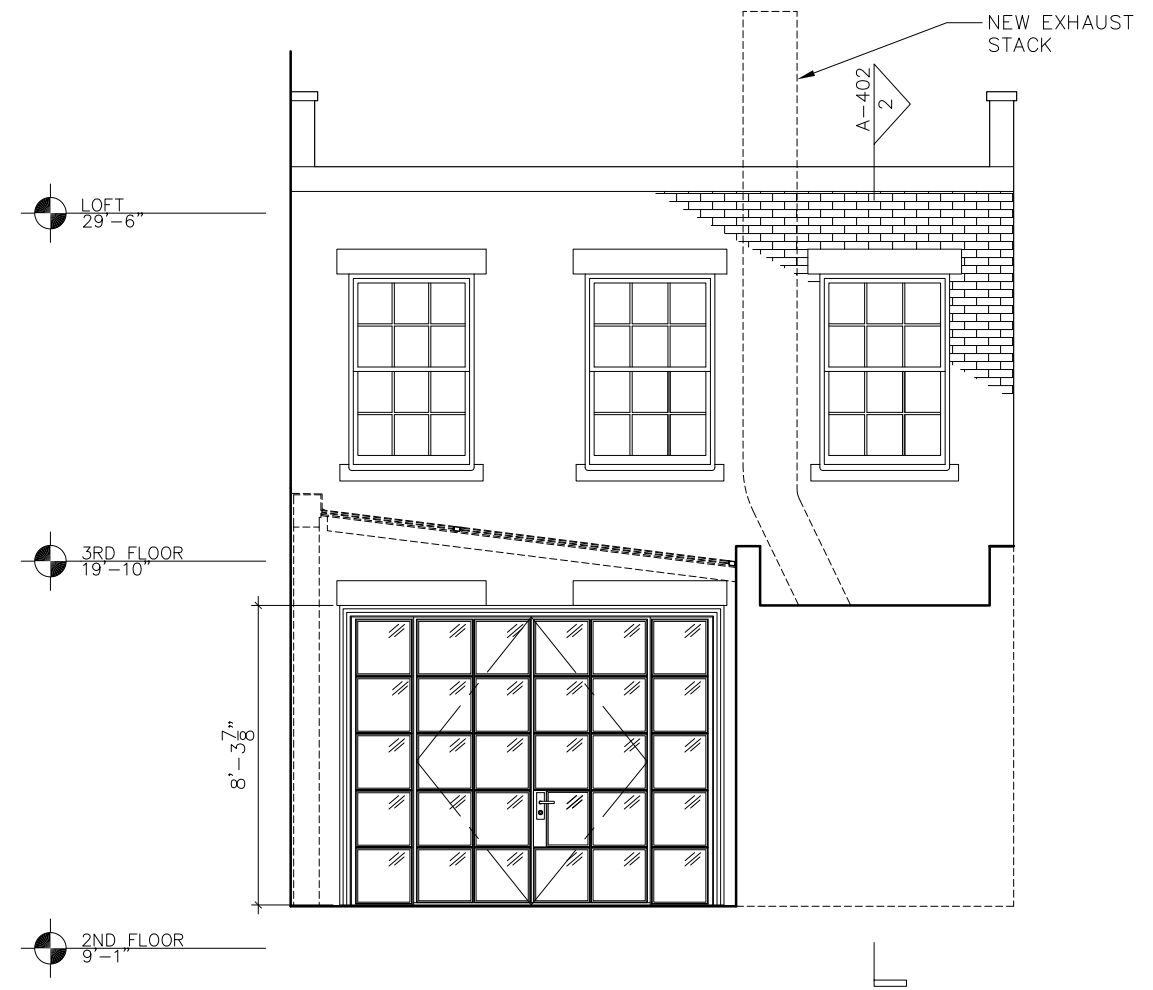 NEW EXHAUST
STACK
A-402
2
LOFT
29'-6"
3RD FLOOR
19'-10"
8'-3 7/8"
2ND FLOOR
9'-1"